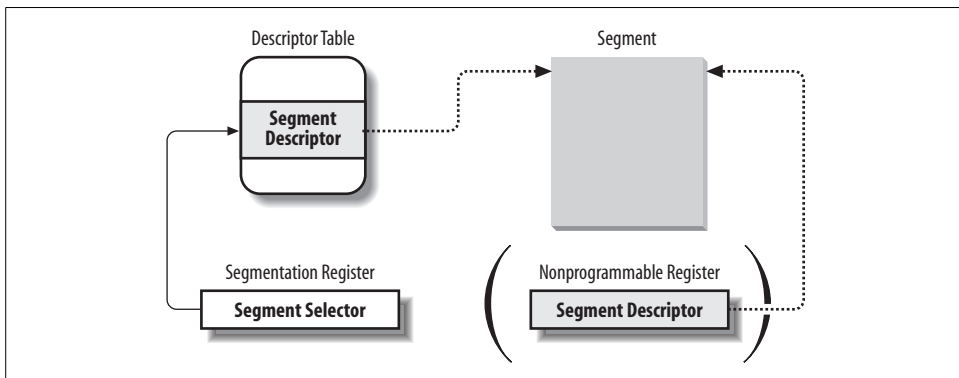 Descriptor Table
Segment
Segment
Descriptor
Segmentation Register
Segment Selector
Nonprogrammable Register
Segment Descriptor